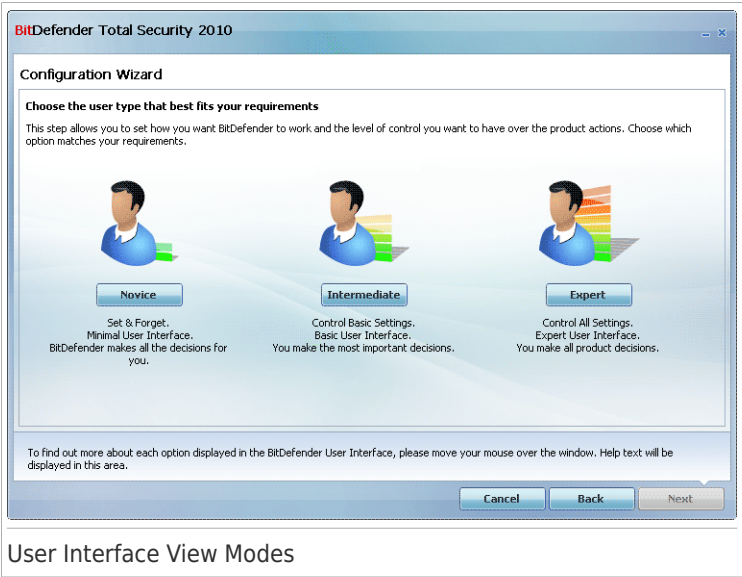 BitDefender Total Security 2010
Configuration Wizard
Choose the user type that best fits your requirements
This step allows you to set how you want BitDefender to work and the level of control you want to have over the product actions. Choose which
option matches your requirements.
Novice
Set & Forget.
Minimal User Interface.
BitDefender makes all the decisions for
you.
Intermediate
Control Basic Settings.
Basic User Interface.
You make the most important decisions.
Expert
Control All Settings.
Expert User Interface.
You make all product decisions.
To find out more about each option displayed in the BitDefender User Interface, please move your mouse over the window. Help text will be
displayed in this area.
Cancel
Back
Next
User Interface View Modes